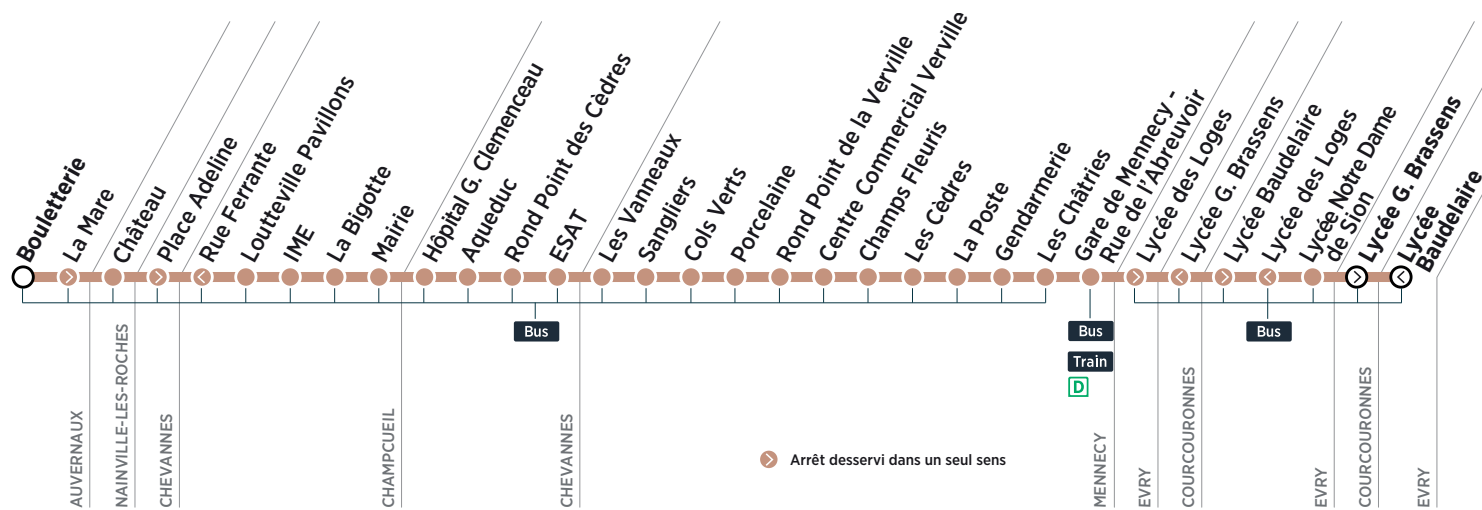 Bouletterie
La Mare
Château
Place Adeline
Rue Ferrante
Loutteville Pavillons
IME
La Bigotte
Mairie
Hôpital G. Clemenceau
Aqueduc
Rond Point des Cèdres
ESAT
Les Vanneaux
Sangliers
Cols Verts
Porcelaine
Rond Point de la Verville
Centre Commercial Verville
Champs Fleuris
Les Cèdres
La Poste
Gendarmerie
Les Châtries
Gare de Mennecy -
Rue de l'Abreuvoir
Lycée des Loges
Lycée G. Brassens
Lycée Baudelaire
Lycée des Loges
Lycée Notre Dame
de Sion
Lycée G. Brassens
Lycée
Baudelaire
Bus
Bus
Train
D
Bus
AUVERNAUX
NAINVILLE-LES-ROCHES
CHEVANNES
CHAMPCUEIL
CHEVANNES
MENNECY
EVRY
COURCOURONNES
EVRY
COURCOURONNES
EVRY
Arrêt desservi dans un seul sens